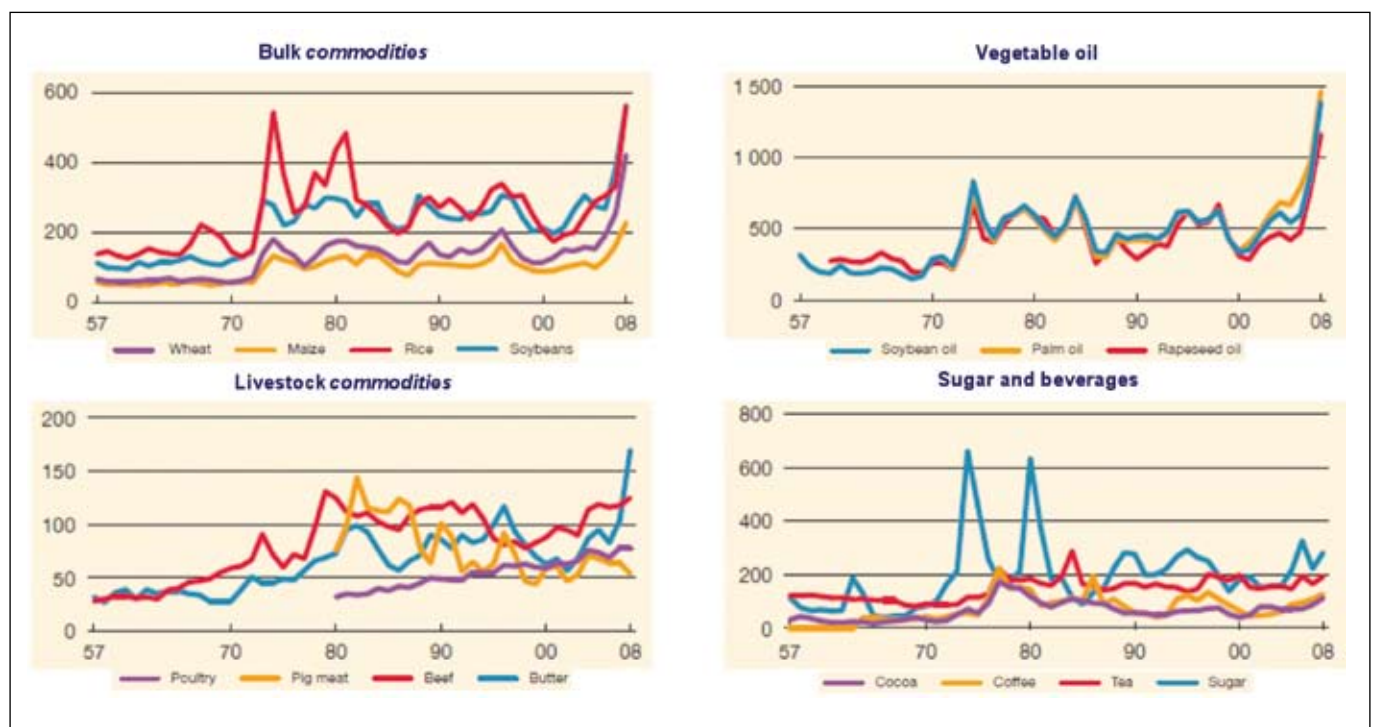 Bulk commodities
600
400
200
0
57 70 80 90 00 08
Wheat Maize Rice Soybeans
Vegetable oil
1 500
1 000
500
0
57 70 80 90 00 08
Soybean oil Palm oil Rapeseed oil
Livestock commodities
200
150
100
50
0
57 70 80 90 00 08
Poultry Pig meat Beef Butter
Sugar and beverages
800
600
400
200
0
57 70 80 90 00 08
Cocoa Coffee Tea Sugar